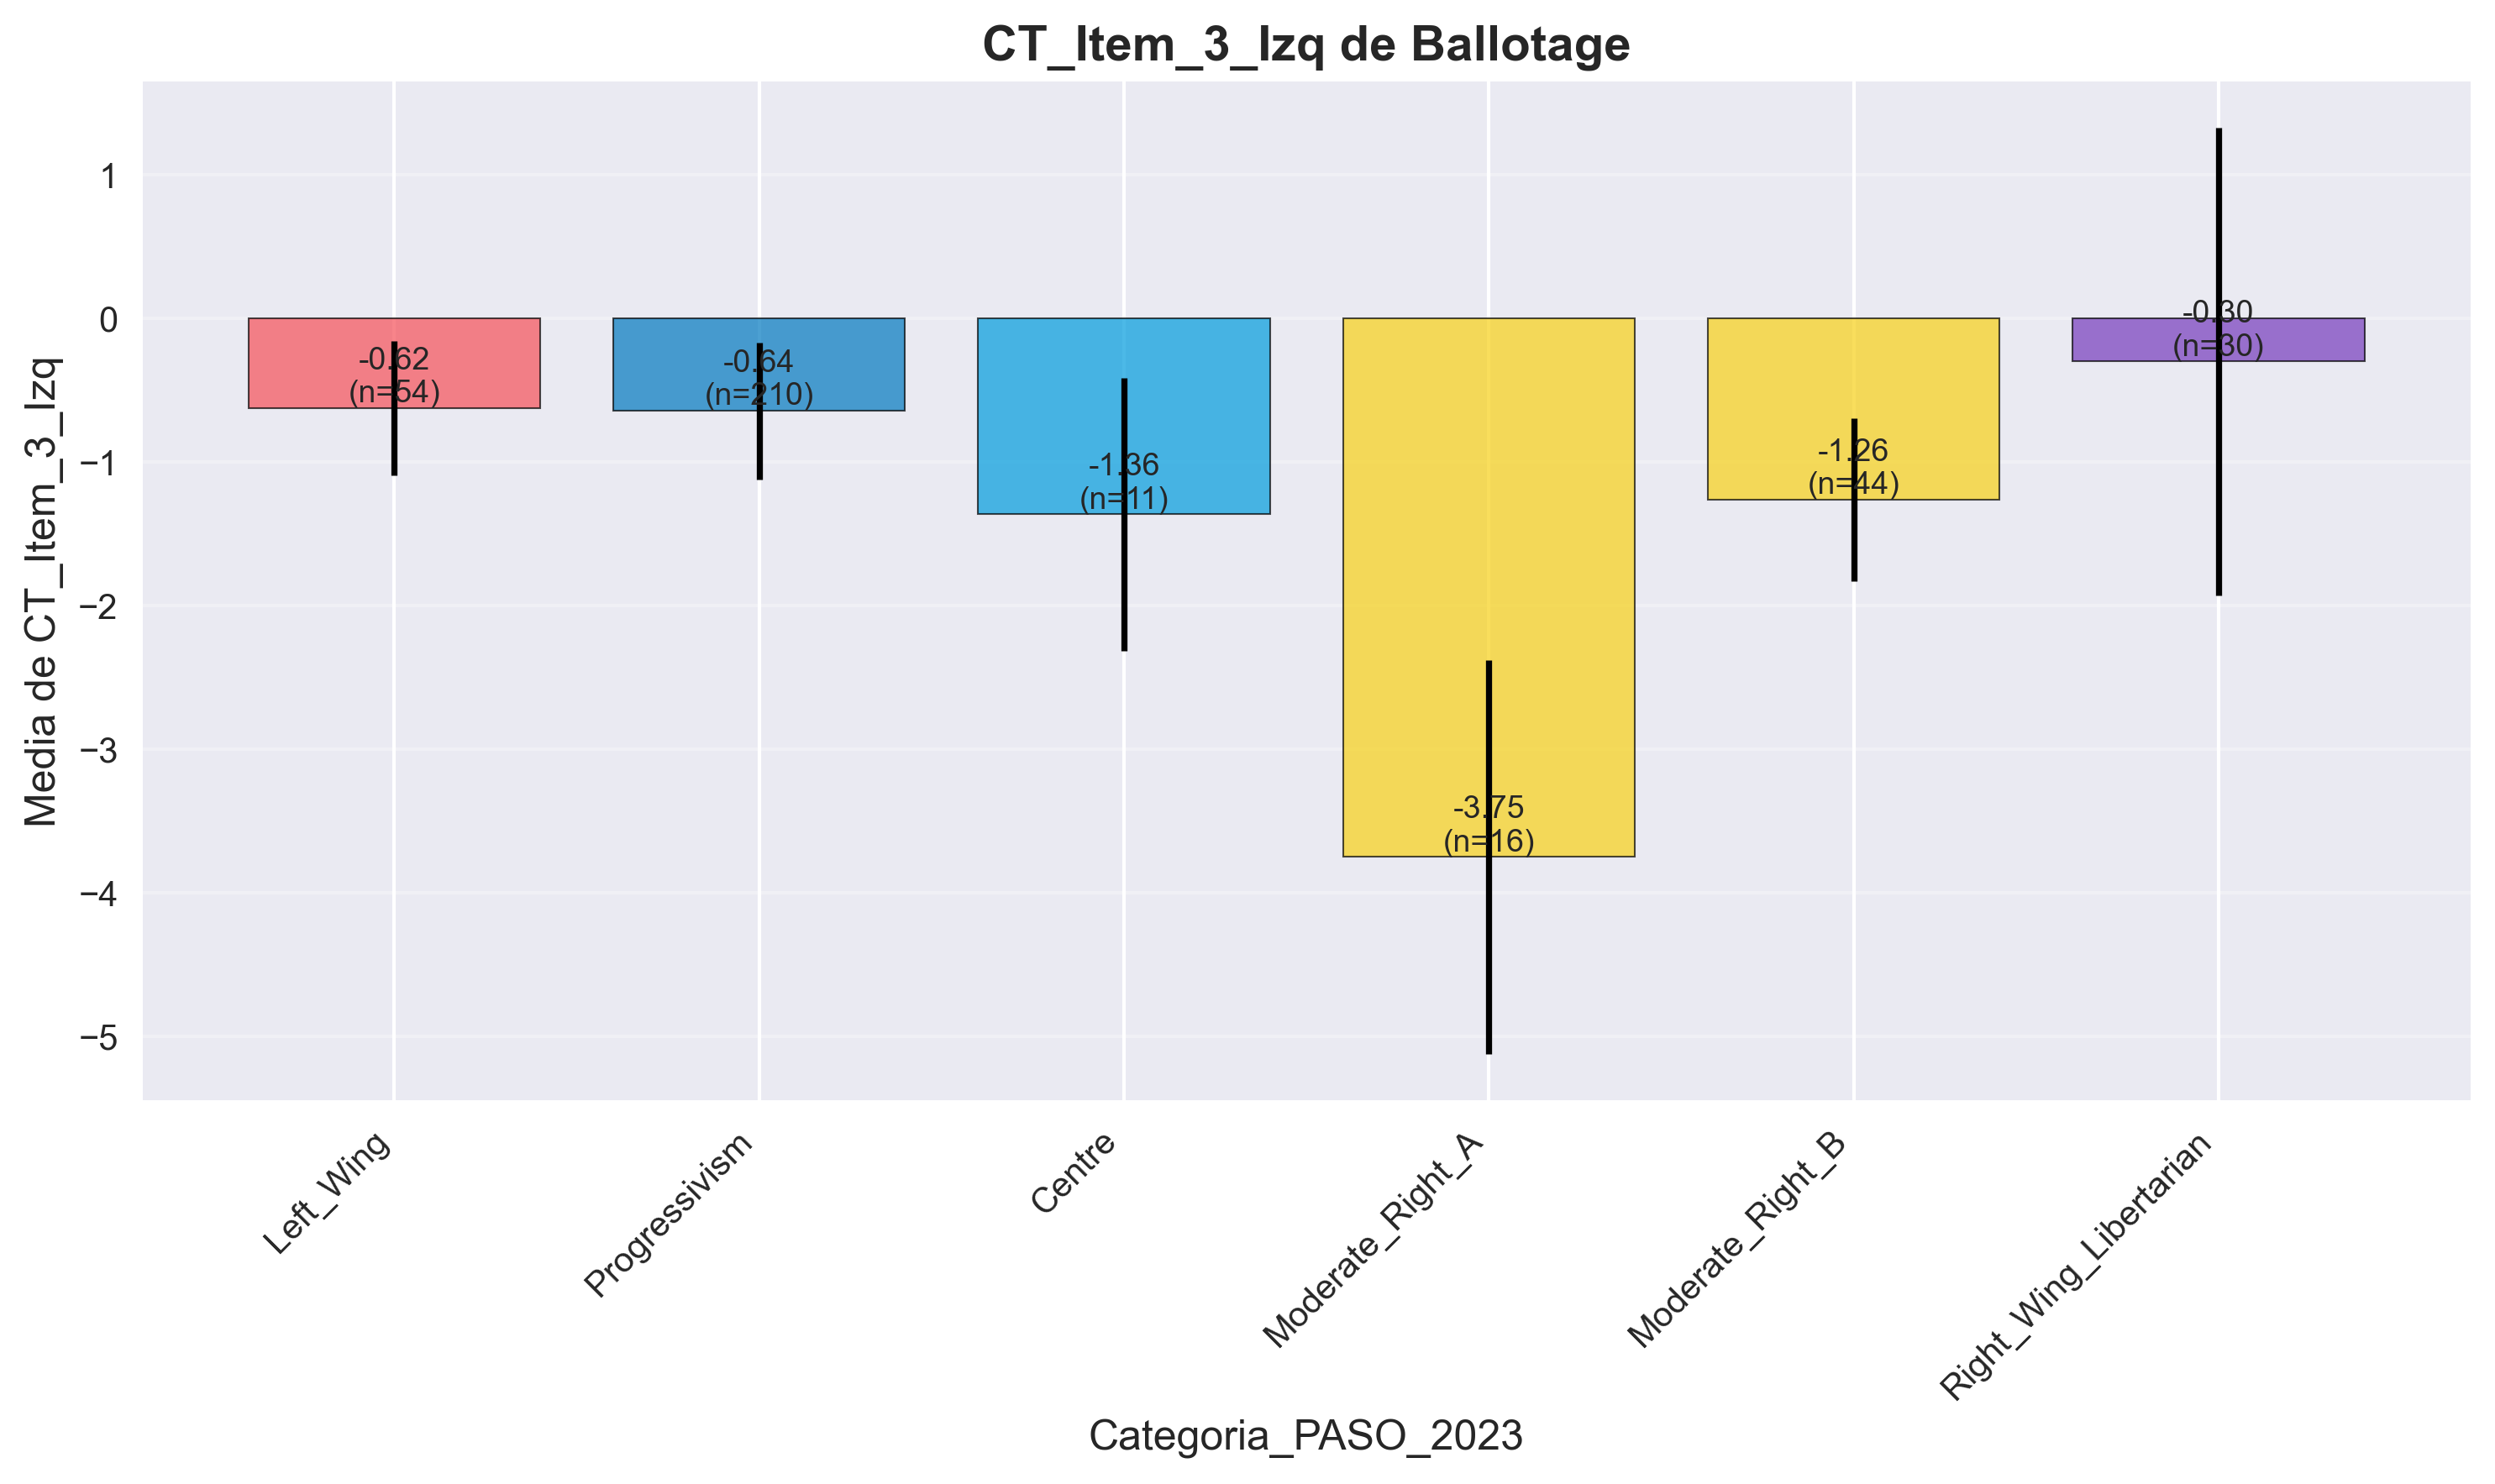 CT_Item_3_Izq de Ballotage
Media de CT_Item_3_Izq
1
0
−1
−2
−3
−4
−5
-0.62
(n=54)
-0.64
(n=210)
-1.36
(n=11)
-3.75
(n=16)
-1.26
(n=44)
-0.30
(n=30)
Left_Wing
Progressivism
Centre
Moderate_Right_A
Moderate_Right_B
Right_Wing_Libertarian
Categoria_PASO_2023